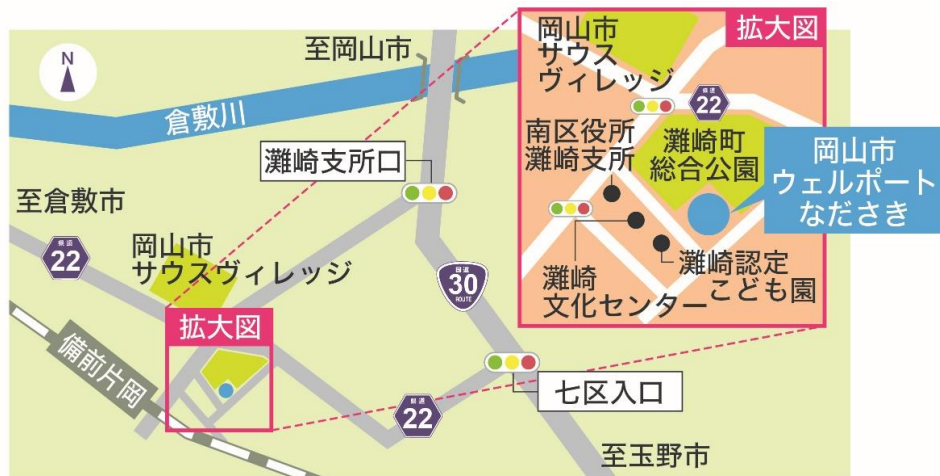 N
至岡山市
倉敷川
灘崎支所口
至倉敷市
県道
22
岡山市
サウスヴィレッジ
国道
30
ROUTE
拡大図
備前片岡
県道
22
七区入口
至玉野市
拡大図
岡山市
サウス
ヴィレッジ
県道
22
南区役所
灘崎支所
灘崎町
総合公園
岡山市
ウェルポート
なださき
灘崎
文化センター
灘崎認定
こども園